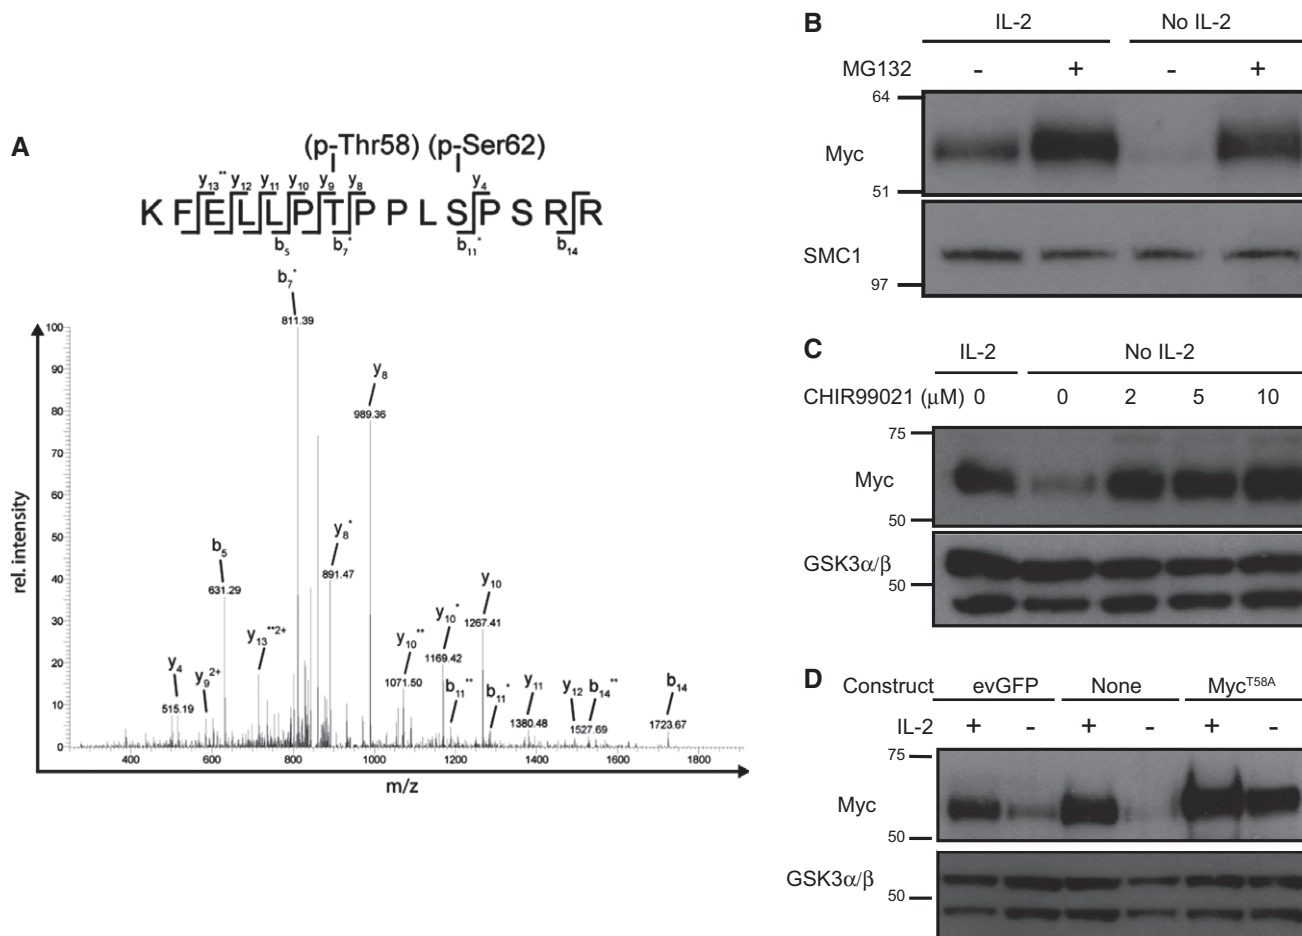 A
(p-Thr58) (p-Ser62)
y13** y12 y11 y10 y9 y8 y4
K F E L L P T P P L S P S R R
b5 b7* b11* b14
b7*
811.39
y8
989.36
b5
631.29
y8*
891.47
y10
1267.41
y10*
1169.42
y13**2+
y10**
1071.50
y4
515.19
y9 2+
b11**
b11*
y11
1380.48
y12
b14**
1527.69
b14
1723.67
100
90
80
70
60
50
40
30
20
10
0
rel. intensity
400 600 800 1000 1200 1400 1600 1800
m/z
B
IL-2 No IL-2
MG132 - + - +
64
Myc
51
SMC1
97
C
IL-2 No IL-2
CHIR99021 (μM) 0 0 2 5 10
75
Myc
50
GSK3α/β
50
D
Construct evGFP None MycT58A
IL-2 + - + - + -
75
Myc
50
GSK3α/β
50